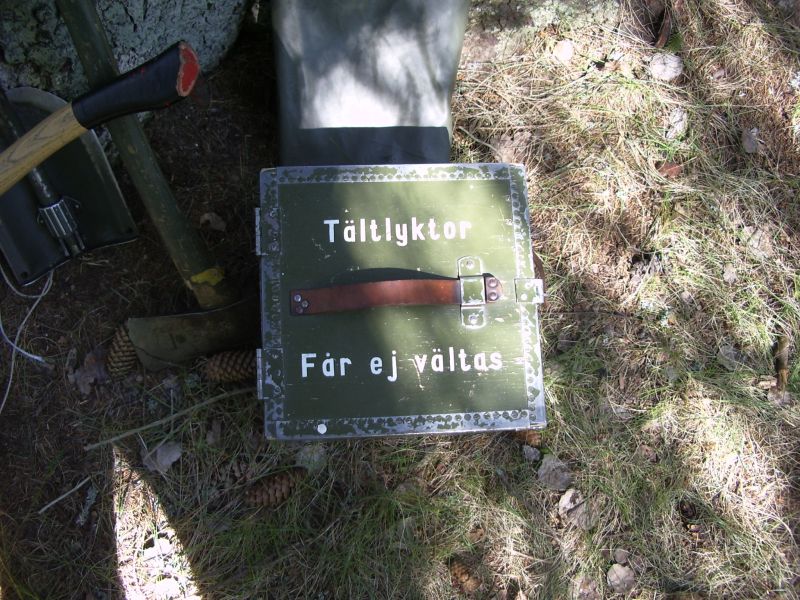 Tältlyktor
Får ej vältas